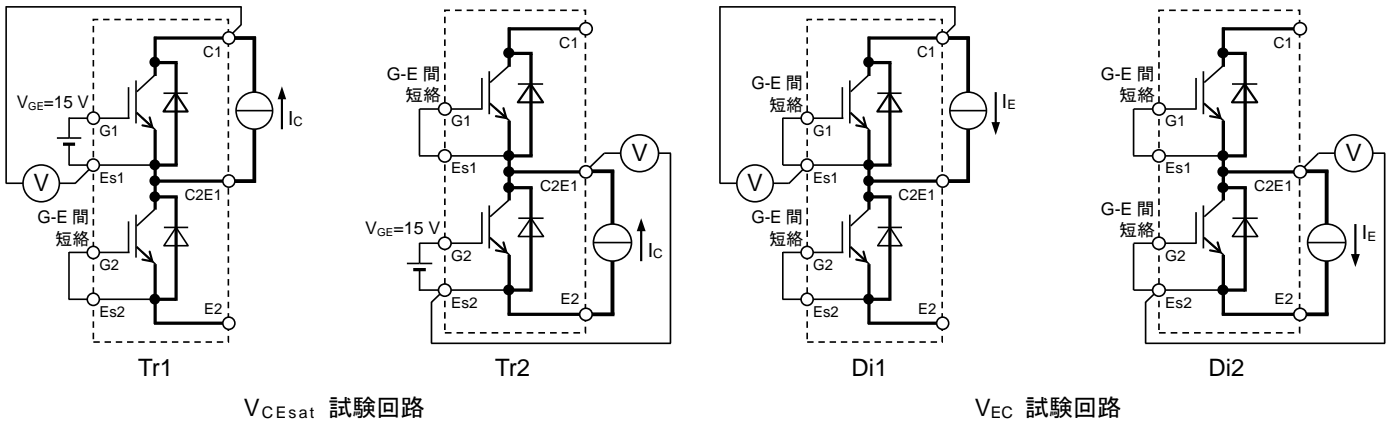 C1
V_GE=15 V
G1
I_C
V
Es1
C2E1
G-E 間
短絡
G2
Es2
E2
Tr1
C1
G-E 間
短絡
G1
V
Es1
C2E1
V_GE=15 V
G2
I_C
Es2
E2
Tr2
V_CEsat 試験回路
C1
G-E 間
短絡
G1
I_E
V
Es1
C2E1
G-E 間
短絡
G2
Es2
E2
Di1
C1
G-E 間
短絡
G1
V
Es1
C2E1
G-E 間
短絡
G2
I_E
Es2
E2
Di2
V_EC 試験回路